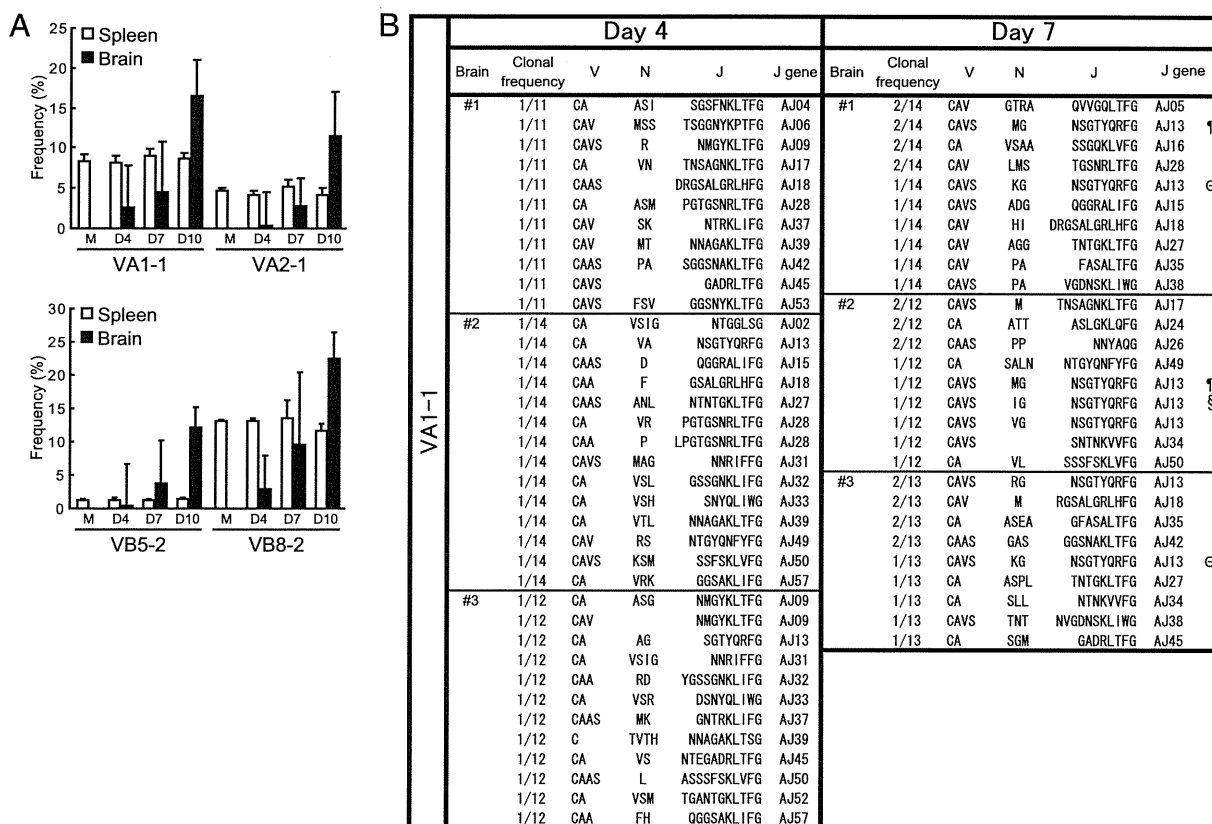 A
Spleen
Brain
Frequency (%)
25
20
15
10
5
0
M D4 D7 D10 M D4 D7 D10
VA1-1 VA2-1
Spleen
Brain
Frequency (%)
30
25
20
15
10
5
0
M D4 D7 D10 M D4 D7 D10
VB5-2 VB8-2
B
VA1-1
Day 4
Brain Clonal frequency V N J J gene
#1 1/11 CA ASI SGSFNKLTFG AJ04
1/11 CAV MSS TSGGNYKPTFG AJ06
1/11 CAVS R NMGYKLTFG AJ09
1/11 CA VN TNSAGNKLTFG AJ17
1/11 CAAS DRGSALGRLHFG AJ18
1/11 CA ASM PGTGSNRLTFG AJ28
1/11 CAV SK NTRKLIFG AJ37
1/11 CAV MT NNAGAKLTFG AJ39
1/11 CAAS PA SGGSNAKLTFG AJ42
1/11 CAVS GADRLTFG AJ45
1/11 CAVS FSV GGSNYKLTFG AJ53
#2 1/14 CA VSIG NTGGLSG AJ02
1/14 CA VA NSGTYQRFG AJ13
1/14 CAAS D QGGRALIFG AJ15
1/14 CAA F GSALGRLHFG AJ18
1/14 CAAS ANL NTNTGKLTFG AJ27
1/14 CA VR PGTGSNRLTFG AJ28
1/14 CAA P LPGTGSNRLTFG AJ28
1/14 CAVS MAG NNRIFFG AJ31
1/14 CA VSL GSSGNKLIFG AJ32
1/14 CA VSH SNYQLIWG AJ33
1/14 CA VTL NNAGAKLTFG AJ39
1/14 CAV RS NTGYQNFYFG AJ49
1/14 CAVS KSM SSFSKLVFG AJ50
1/14 CA VRK GGSAKLIFG AJ57
#3 1/12 CA ASG NMGYKLTFG AJ09
1/12 CAV NMGYKLTFG AJ09
1/12 CA AG SGTYQRFG AJ13
1/12 CA VSIG NNRIFFG AJ31
1/12 CAA RD YGSSGNKLIFG AJ32
1/12 CA VSR DSNYQLIWG AJ33
1/12 CAAS MK GNTRKLIFG AJ37
1/12 C TVTH NNAGAKLTSG AJ39
1/12 CA VS NTEGADRLTFG AJ45
1/12 CAAS L ASSSFSKLVFG AJ50
1/12 CA VSM TGANTGKLTFG AJ52
1/12 CAA FH QGGSAKLIFG AJ57
Day 7
Brain Clonal frequency V N J J gene
#1 2/14 CAV GTRA QVVGQLTFG AJ05
2/14 CAVS MG NSGTYQRFG AJ13 ¶
2/14 CA VSAA SSGQKLVFG AJ16
2/14 CAV LMS TGSNRLTFG AJ28
1/14 CAVS KG NSGTYQRFG AJ13
1/14 CAVS ADG QGGRALIFG AJ15
1/14 CAV HI DRGSALGRLHFG AJ18
1/14 CAV AGG TNTGKLTFG AJ27
1/14 CAV PA FASALTFG AJ35
1/14 CAVS PA VGDNSKLIWG AJ38
#2 2/12 CAVS M TNSAGNKLTFG AJ17
2/12 CA ATT ASLGKLQFG AJ24
2/12 CAAS PP NNYAQG AJ26
1/12 CA SALN NTGYQNFYFG AJ49
1/12 CAVS MG NSGTYQRFG AJ13 ¶
1/12 CAVS IG NSGTYQRFG AJ13 §
1/12 CAVS VG NSGTYQRFG AJ13
1/12 CAVS SNTNKVVFG AJ34
1/12 CA VL SSSFSKLVFG AJ50
#3 2/13 CAVS RG NSGTYQRFG AJ13
2/13 CAV M RGSALGRLHFG AJ18
2/13 CA ASEA GFASALTFG AJ35
2/13 CAAS GAS GGSNAKLTFG AJ42
1/13 CAVS KG NSGTYQRFG AJ13
1/13 CA ASPL TNTGKLTFG AJ27
1/13 CA SLL NTNKVVFG AJ34
1/13 CAVS TNT NVGDNSKLIWG AJ38
1/13 CA SGM GADRLTFG AJ45